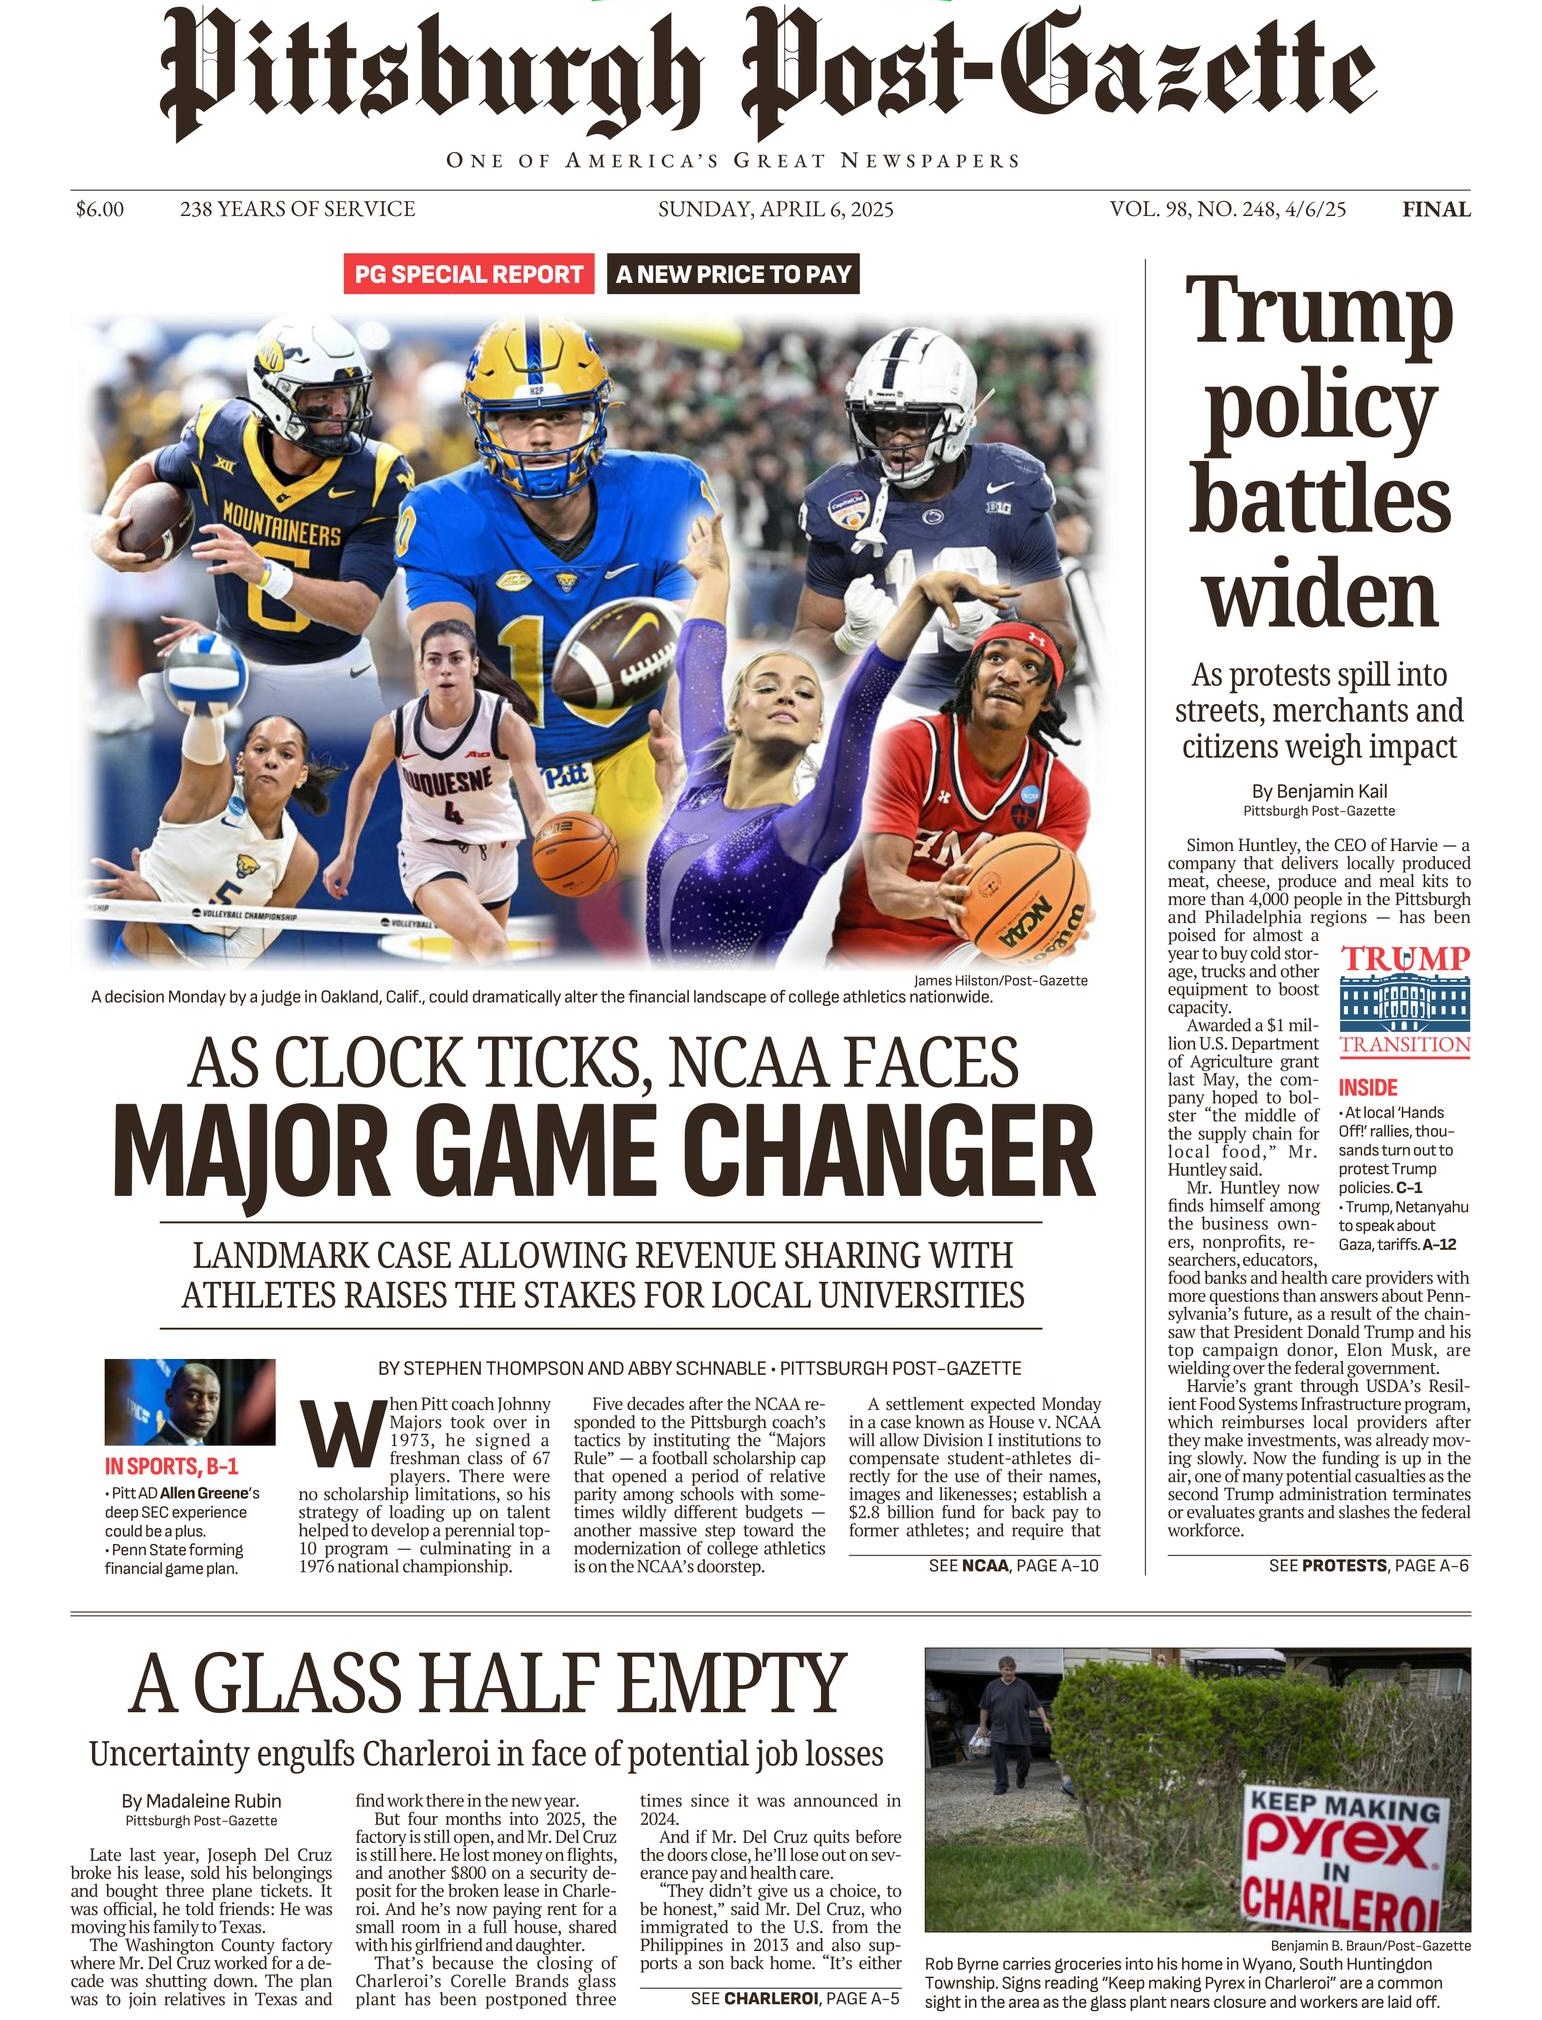 Pittsburgh Post-Gazette
ONE OF AMERICA'S GREAT NEWSPAPERS
$6.00 238 YEARS OF SERVICE SUNDAY, APRIL 6, 2025 VOL. 98, NO. 248, 4/6/25 FINAL
PG SPECIAL REPORT A NEW PRICE TO PAY
XII
MOUNTAINEERS
H2P
ACC
10
Pitt
B1G
DUQUESNE
4
A10
5
VOLLEYBALL CHAMPIONSHIP
VOLLEYBALL
NCAA
Wilson
James Hilston/Post-Gazette
A decision Monday by a judge in Oakland, Calif., could dramatically alter the financial landscape of college athletics nationwide.
AS CLOCK TICKS, NCAA FACES
MAJOR GAME CHANGER
LANDMARK CASE ALLOWING REVENUE SHARING WITH
ATHLETES RAISES THE STAKES FOR LOCAL UNIVERSITIES
IN SPORTS, B-1
• Pitt AD Allen Greene's
deep SEC experience
could be a plus.
• Penn State forming
financial game plan.
BY STEPHEN THOMPSON AND ABBY SCHNABLE • PITTSBURGH POST-GAZETTE
When Pitt coach Johnny
Majors took over in
1973, he signed a
freshman class of 67
players. There were
no scholarship limitations, so his
strategy of loading up on talent
helped to develop a perennial top-
10 program — culminating in a
1976 national championship.
Five decades after the NCAA re-
sponded to the Pittsburgh coach's
tactics by instituting the "Majors
Rule" — a football scholarship cap
that opened a period of relative
parity among schools with some-
times wildly different budgets —
another massive step toward the
modernization of college athletics
is on the NCAA's doorstep.
A settlement expected Monday
in a case known as House v. NCAA
will allow Division I institutions to
compensate student-athletes di-
rectly for the use of their names,
images and likenesses; establish a
$2.8 billion fund for back pay to
former athletes; and require that
SEE NCAA, PAGE A-10
Trump
policy
battles
widen
As protests spill into
streets, merchants and
citizens weigh impact
By Benjamin Kail
Pittsburgh Post-Gazette
Simon Huntley, the CEO of Harvie — a
company that delivers locally produced
meat, cheese, produce and meal kits to
more than 4,000 people in the Pittsburgh
and Philadelphia regions — has been
poised for almost a
year to buy cold stor-
age, trucks and other
equipment to boost
capacity.
Awarded a $1 mil-
lion U.S. Department
of Agriculture grant
last May, the com-
pany hoped to bol-
ster "the middle of
the supply chain for
local food," Mr.
Huntley said.
Mr. Huntley now
finds himself among
the business own-
ers, nonprofits, re-
searchers, educators,
food banks and health care providers with
more questions than answers about Penn-
sylvania's future, as a result of the chain-
saw that President Donald Trump and his
top campaign donor, Elon Musk, are
wielding over the federal government.
Harvie's grant through USDA's Resil-
ient Food Systems Infrastructure program,
which reimburses local providers after
they make investments, was already mov-
ing slowly. Now the funding is up in the
air, one of many potential casualties as the
second Trump administration terminates
or evaluates grants and slashes the federal
workforce.
SEE PROTESTS, PAGE A-6
TRUMP
TRANSITION
INSIDE
• At local 'Hands
Off!' rallies, thou-
sands turn out to
protest Trump
policies. C-1
• Trump, Netanyahu
to speak about
Gaza, tariffs. A-12
A GLASS HALF EMPTY
Uncertainty engulfs Charleroi in face of potential job losses
By Madaleine Rubin
Pittsburgh Post-Gazette
Late last year, Joseph Del Cruz
broke his lease, sold his belongings
and bought three plane tickets. It
was official, he told friends: He was
moving his family to Texas.
The Washington County factory
where Mr. Del Cruz worked for a de-
cade was shutting down. The plan
was to join relatives in Texas and
find work there in the new year.
But four months into 2025, the
factory is still open, and Mr. Del Cruz
is still here. He lost money on flights,
and another $800 on a security de-
posit for the broken lease in Charle-
roi. And he's now paying rent for a
small room in a full house, shared
with his girlfriend and daughter.
That's because the closing of
Charleroi's Corelle Brands glass
plant has been postponed three
times since it was announced in
2024.
And if Mr. Del Cruz quits before
the doors close, he'll lose out on sev-
erance pay and health care.
"They didn't give us a choice, to
be honest," said Mr. Del Cruz, who
immigrated to the U.S. from the
Philippines in 2013 and also sup-
ports a son back home. "It's either
SEE CHARLEROI, PAGE A-5
KEEP MAKING
pyrex
IN
CHARLEROI
Benjamin B. Braun/Post-Gazette
Rob Byrne carries groceries into his home in Wyano, South Huntingdon
Township. Signs reading "Keep making Pyrex in Charleroi" are a common
sight in the area as the glass plant nears closure and workers are laid off.